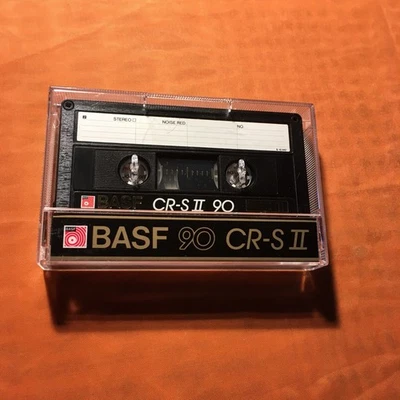 B STEREO NOISE RED. NO.
BASF CR-S II 90
BASF 90 CR-S II